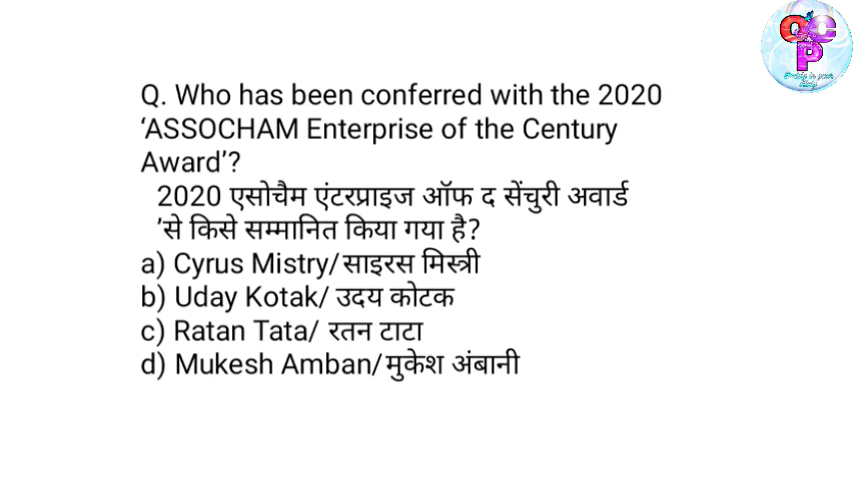 QC
P
Q. Who has been conferred with the 2020
‘ASSOCHAM Enterprise of the Century
Award’?
2020 एसोचैम एंटरप्राइज ऑफ द सेंचुरी अवार्ड
’से किसे सम्मानित किया गया है?
a) Cyrus Mistry/साइरस मिस्त्री
b) Uday Kotak/ उदय कोटक
c) Ratan Tata/ रतन टाटा
d) Mukesh Amban/मुकेश अंबानी